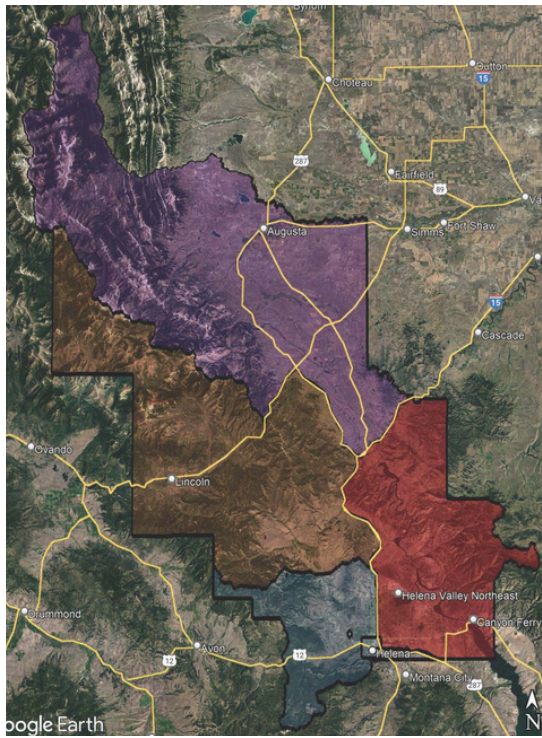 Bynum
Dutton
15
Choteau
287
Fairfield
89
Va
Augusta
Simms
Fort Shaw
15
Cascade
Ovando
Lincoln
Helena Valley Northeast
Drummond
Canyon Ferry
Avon
12
12
Helena
Montana City
287
N
oogle Earth